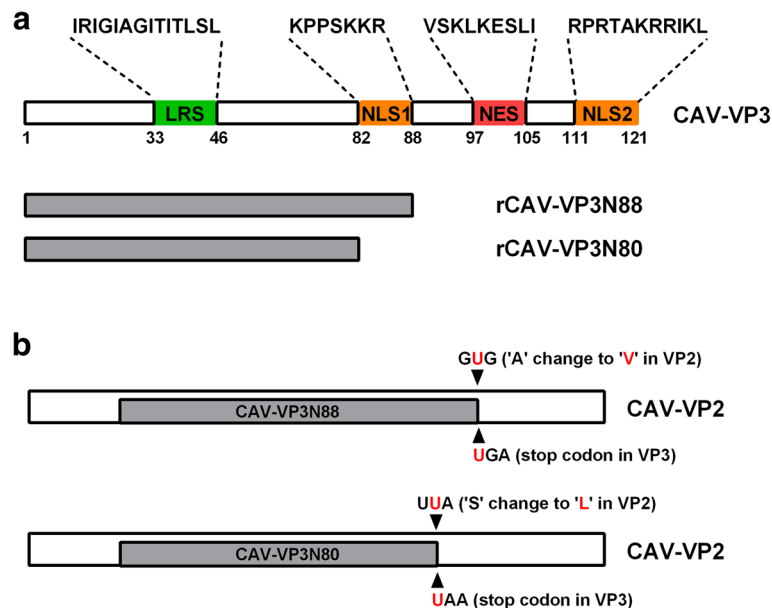 a
IRIGIAGITITLSL KPPSKKR VSKLKESLI RPRTAKRRIKL
LRS NLS1 NES NLS2 CAV-VP3
1 33 46 82 88 97 105 111 121
rCAV-VP3N88
rCAV-VP3N80
b
GUG ('A' change to 'V' in VP2)
CAV-VP3N88 CAV-VP2
UGA (stop codon in VP3)
UUA ('S' change to 'L' in VP2)
CAV-VP3N80 CAV-VP2
UAA (stop codon in VP3)